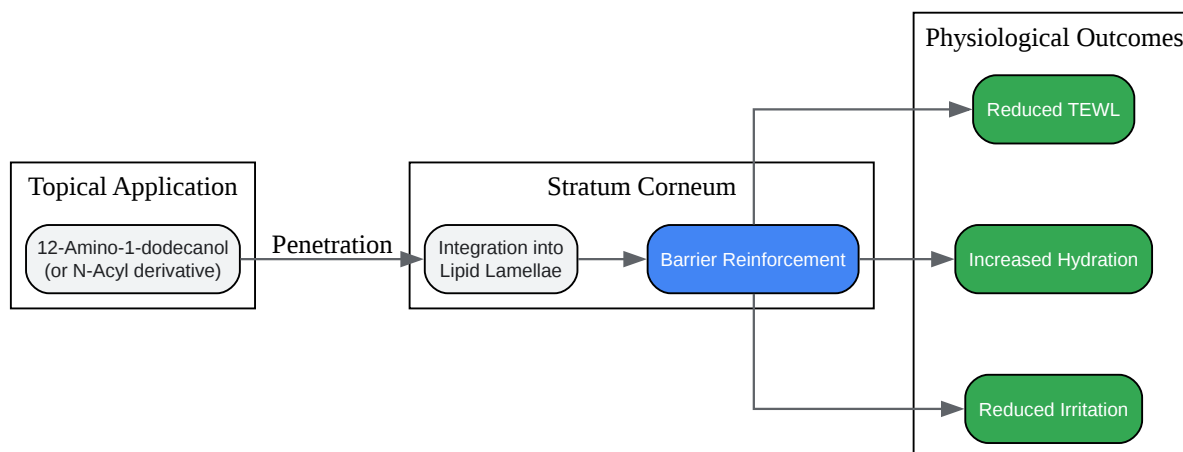 Physiological Outcomes
Reduced TEWL
Topical Application
Stratum Corneum
12-Amino-1-dodecanol
(or N-Acyl derivative)
Penetration
Integration into
Lipid Lamellae
Barrier Reinforcement
Increased Hydration
Reduced Irritation